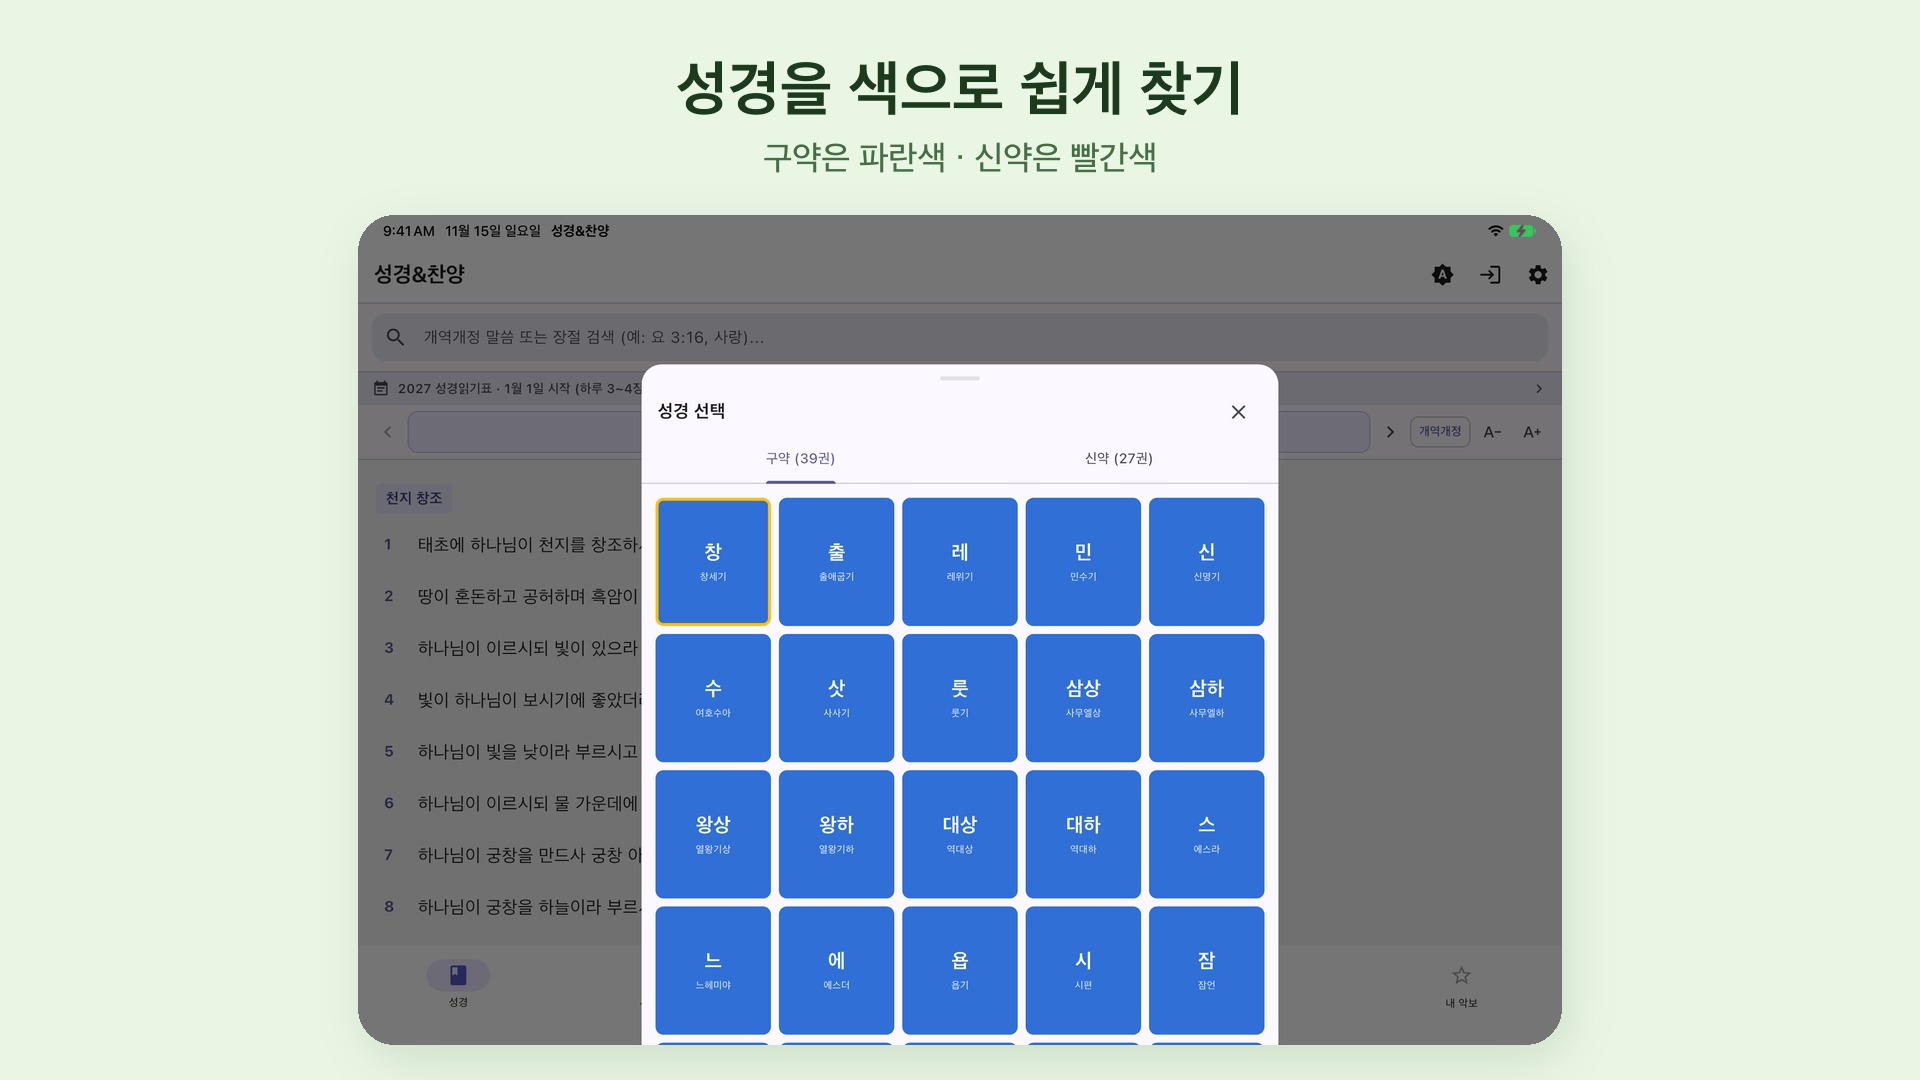 성경을 색으로 쉽게 찾기
구약은 파란색 · 신약은 빨간색
9:41 AM 11월 15일 일요일 성경&찬양
성경&찬양
개역개정 말씀 또는 장절 검색 (예: 요 3:16, 사랑)...
2027 성경읽기표 · 1월 1일 시작 (하루 3~4장
개역개정 A- A+
성경 선택
구약 (39권) 신약 (27권)
천지 창조
1 태초에 하나님이 천지를 창조하
2 땅이 혼돈하고 공허하며 흑암이
3 하나님이 이르시되 빛이 있으라
4 빛이 하나님이 보시기에 좋았더
5 하나님이 빛을 낮이라 부르시고
6 하나님이 이르시되 물 가운데에
7 하나님이 궁창을 만드사 궁창 아
8 하나님이 궁창을 하늘이라 부르
창 출 레 민 신
창세기 출애굽기 레위기 민수기 신명기
수 삿 룻 삼상 삼하
여호수아 사사기 룻기 사무엘상 사무엘하
왕상 왕하 대상 대하 스
열왕기상 열왕기하 역대상 역대하 에스라
느 에 욥 시 잠
느헤미야 에스더 욥기 시편 잠언
성경 내 악보